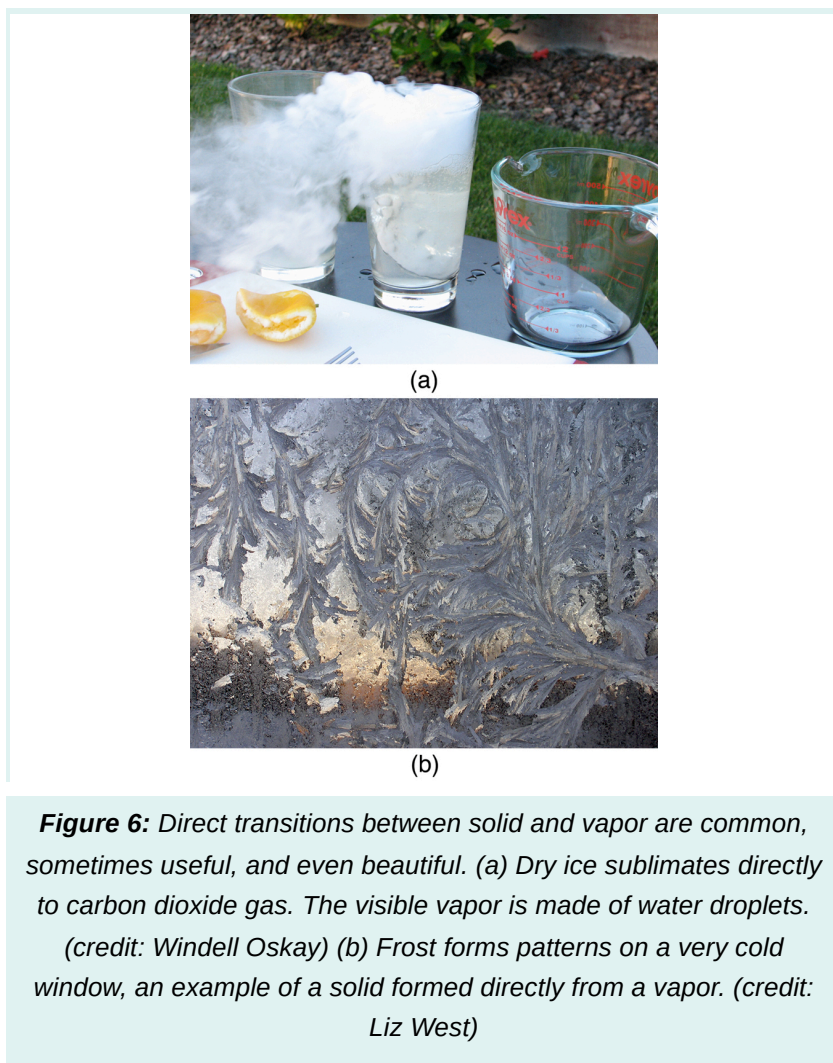 (a)
(b)
Figure 6: Direct transitions between solid and vapor are common,
sometimes useful, and even beautiful. (a) Dry ice sublimates directly
to carbon dioxide gas. The visible vapor is made of water droplets.
(credit: Windell Oskay) (b) Frost forms patterns on a very cold
window, an example of a solid formed directly from a vapor. (credit:
Liz West)